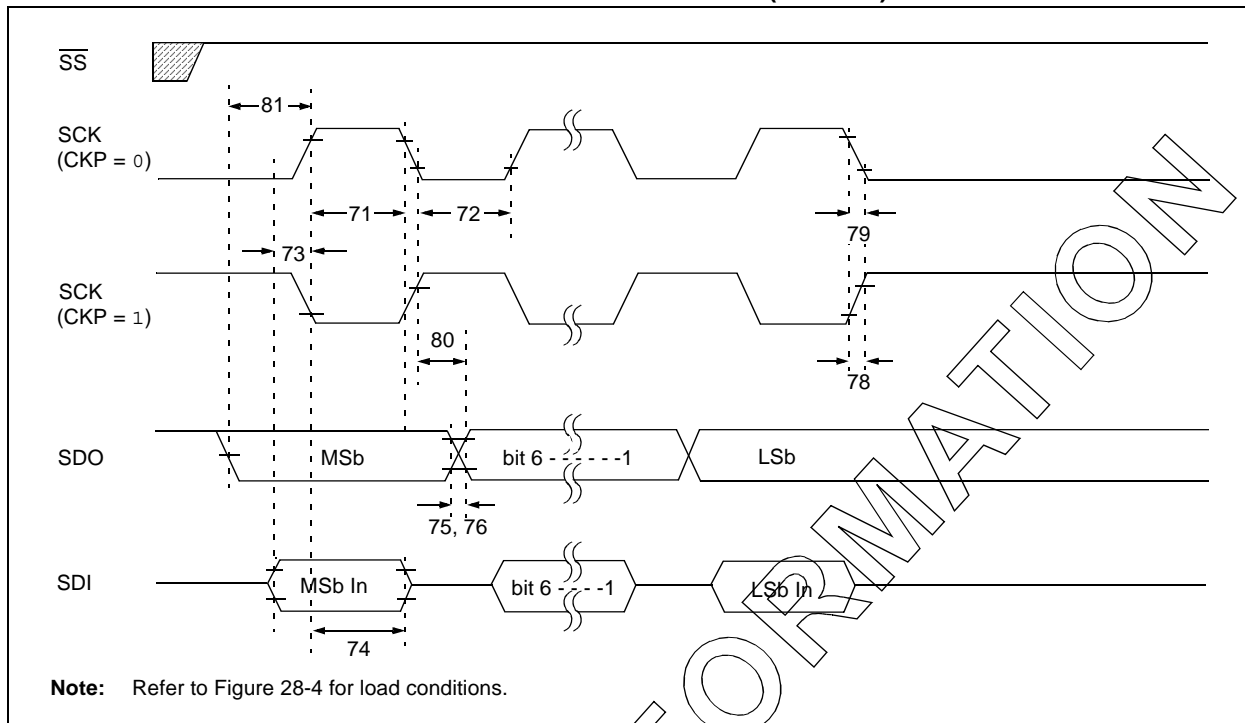 SS
81
SCK
(CKP = 0)
71
72
79
73
SCK
(CKP = 1)
80
78
SDO
MSb
bit 6 - - - - - -1
LSb
75, 76
SDI
MSb In
bit 6 - - - -1
LSb In
74
Note: Refer to Figure 28-4 for load conditions.
FORMATION